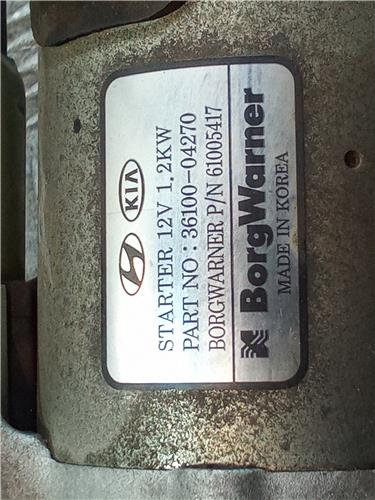 KIA
STARTER 12V 1,2KW
PART NO : 36100-04270
BORGWARNER P/N 61005417
BorgWarner
MADE IN KOREA